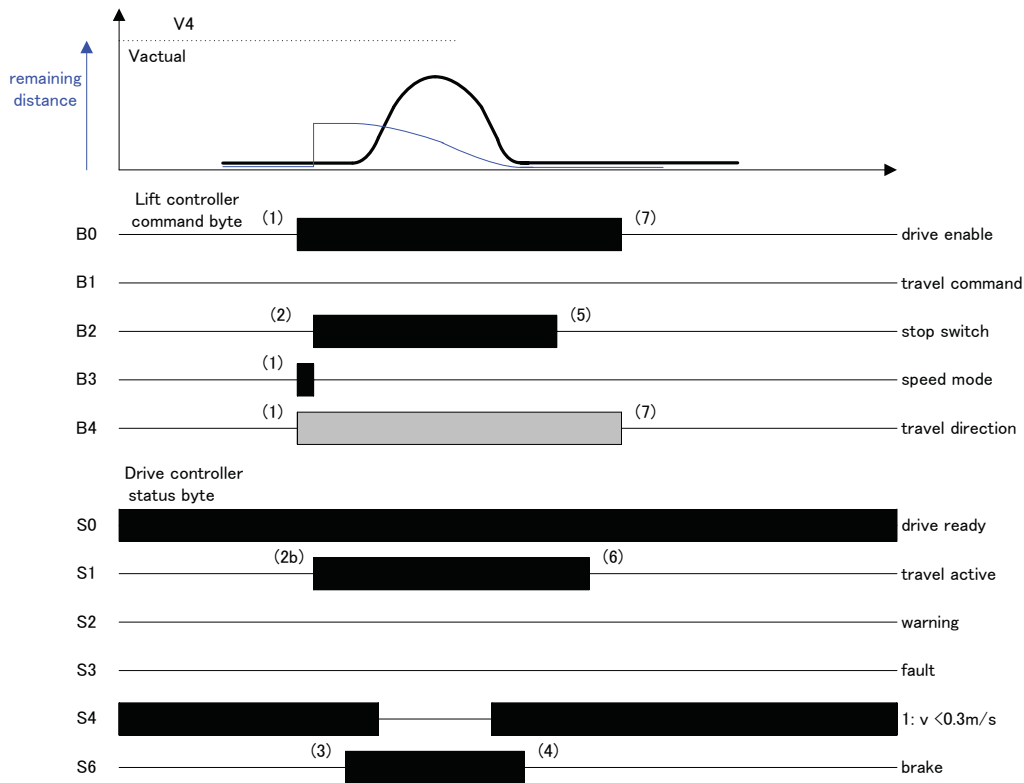 V4
Vactual
remaining
distance
Lift controller
command byte
(1)
(7)
B0
drive enable
B1
travel command
(2)
(5)
B2
stop switch
(1)
B3
speed mode
(1)
(7)
B4
travel direction
Drive controller
status byte
S0
drive ready
(2b)
(6)
S1
travel active
S2
warning
S3
fault
S4
1: v <0.3m/s
(3)
(4)
S6
brake